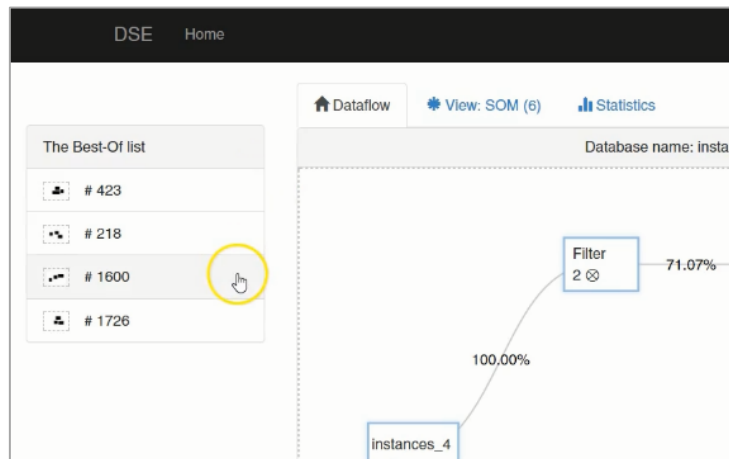 DSE Home
Dataflow View: SOM (6) Statistics
The Best-Of list
Database name: insta
# 423
# 218
# 1600
# 1726
Filter
2 ⊗
71.07%
100.00%
instances_4